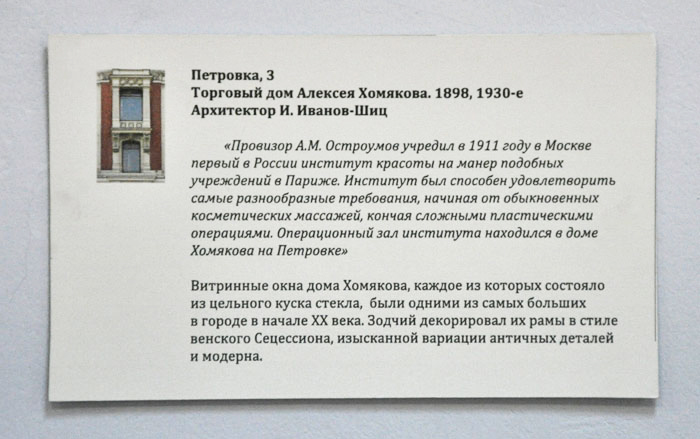 Петровка, 3
Торговый дом Алексея Хомякова. 1898, 1930-е
Архитектор И. Иванов-Шиц
«Провизор А.М. Остроумов учредил в 1911 году в Москве
первый в России институт красоты на манер подобных
учреждений в Париже. Институт был способен удовлетворить
самые разнообразные требования, начиная от обыкновенных
косметических массажей, кончая сложными пластическими
операциями. Операционный зал института находился в доме
Хомякова на Петровке»
Витринные окна дома Хомякова, каждое из которых состояло
из цельного куска стекла, были одними из самых больших
в городе в начале XX века. Зодчий декорировал их рамы в стиле
венского Сецессиона, изысканной вариации античных деталей
и модерна.